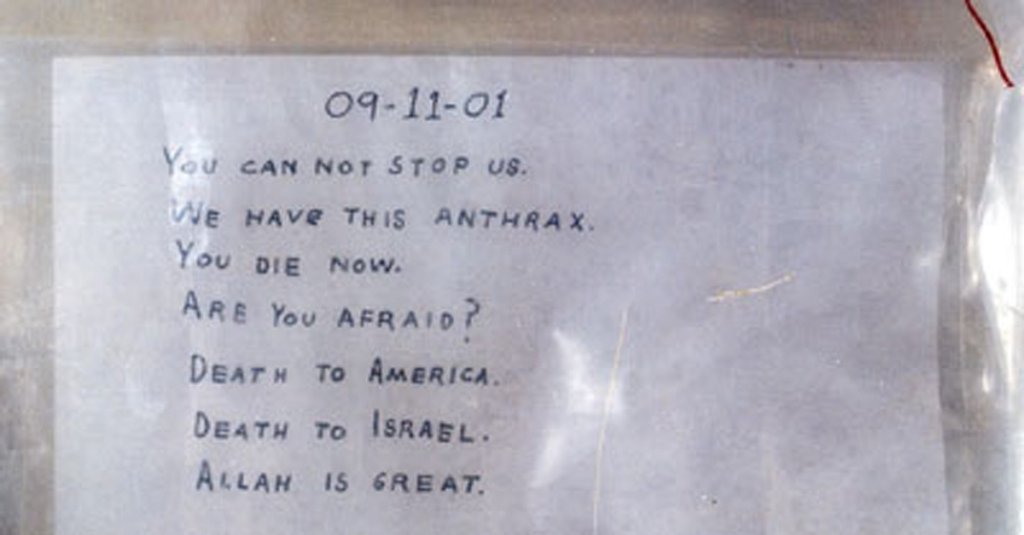 09-11-01
YOU CAN NOT STOP US.
WE HAVE THIS ANTHRAX.
YOU DIE NOW.
ARE YOU AFRAID?
DEATH TO AMERICA.
DEATH TO ISRAEL.
ALLAH IS GREAT.